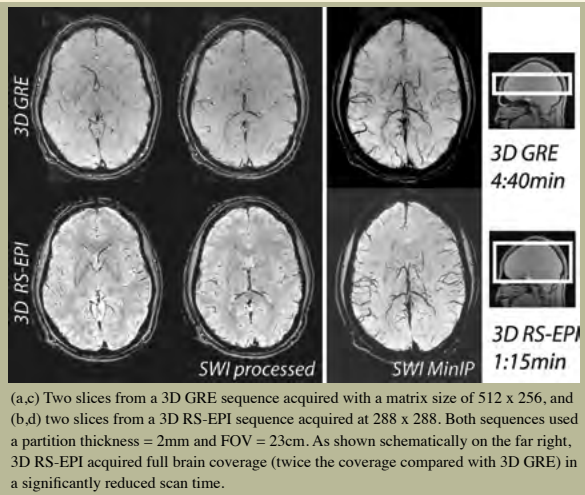 3D GRE
3D GRE
4:40min
3D RS-EPI
3D RS-EPI
1:15min
SWI processed
SWI MinIP
(a,c) Two slices from a 3D GRE sequence acquired with a matrix size of 512 x 256, and
(b,d) two slices from a 3D RS-EPI sequence acquired at 288 x 288. Both sequences used
a partition thickness = 2mm and FOV = 23cm. As shown schematically on the far right,
3D RS-EPI acquired full brain coverage (twice the coverage compared with 3D GRE) in
a significantly reduced scan time.